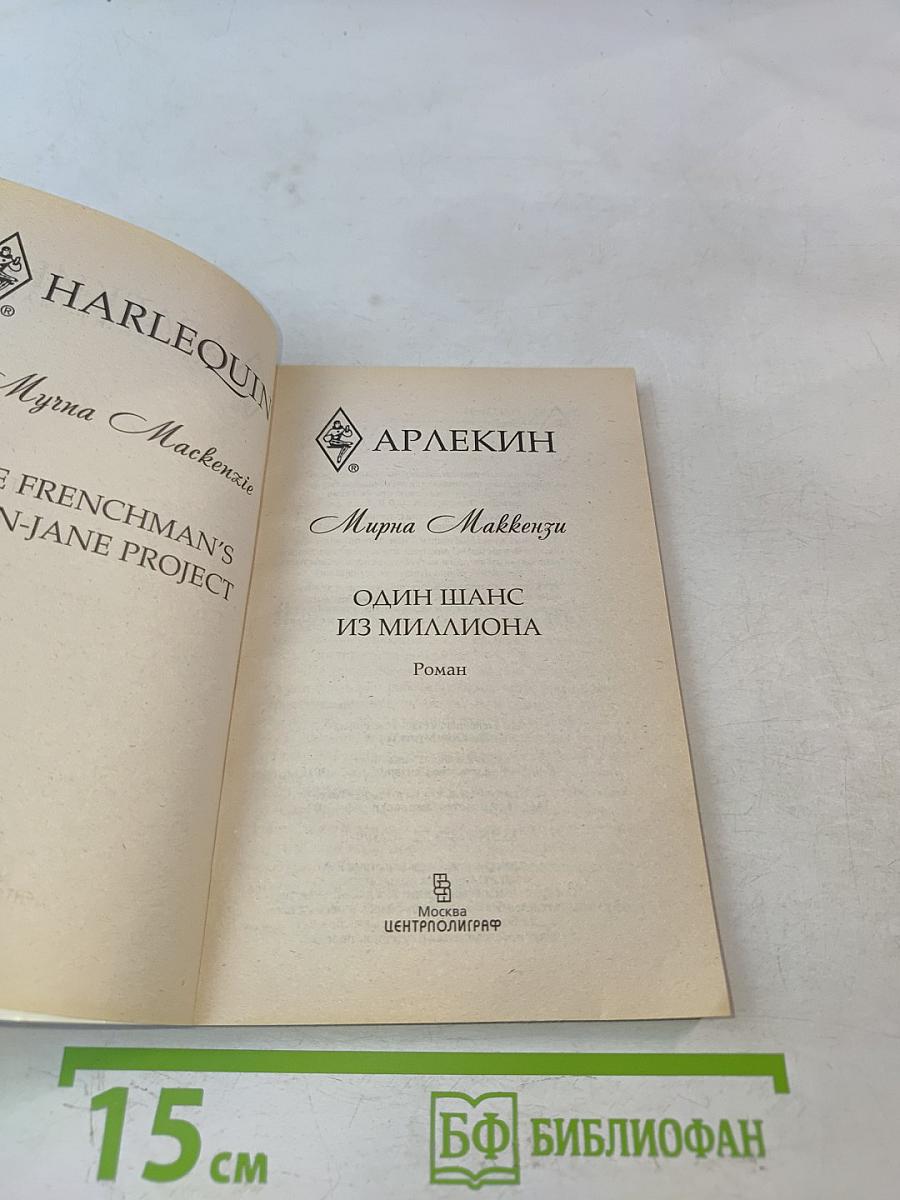 HARLEQUIN
®
Myrna Mackenzie
E FRENCHMAN'S
N-JANE PROJECT
АРЛЕКИН
®
Мирна Маккензи
ОДИН ШАНС
ИЗ МИЛЛИОНА
Роман
Москва
ЦЕНТРПОЛИГРАФ
15 см
БФ БИБЛИОФАН